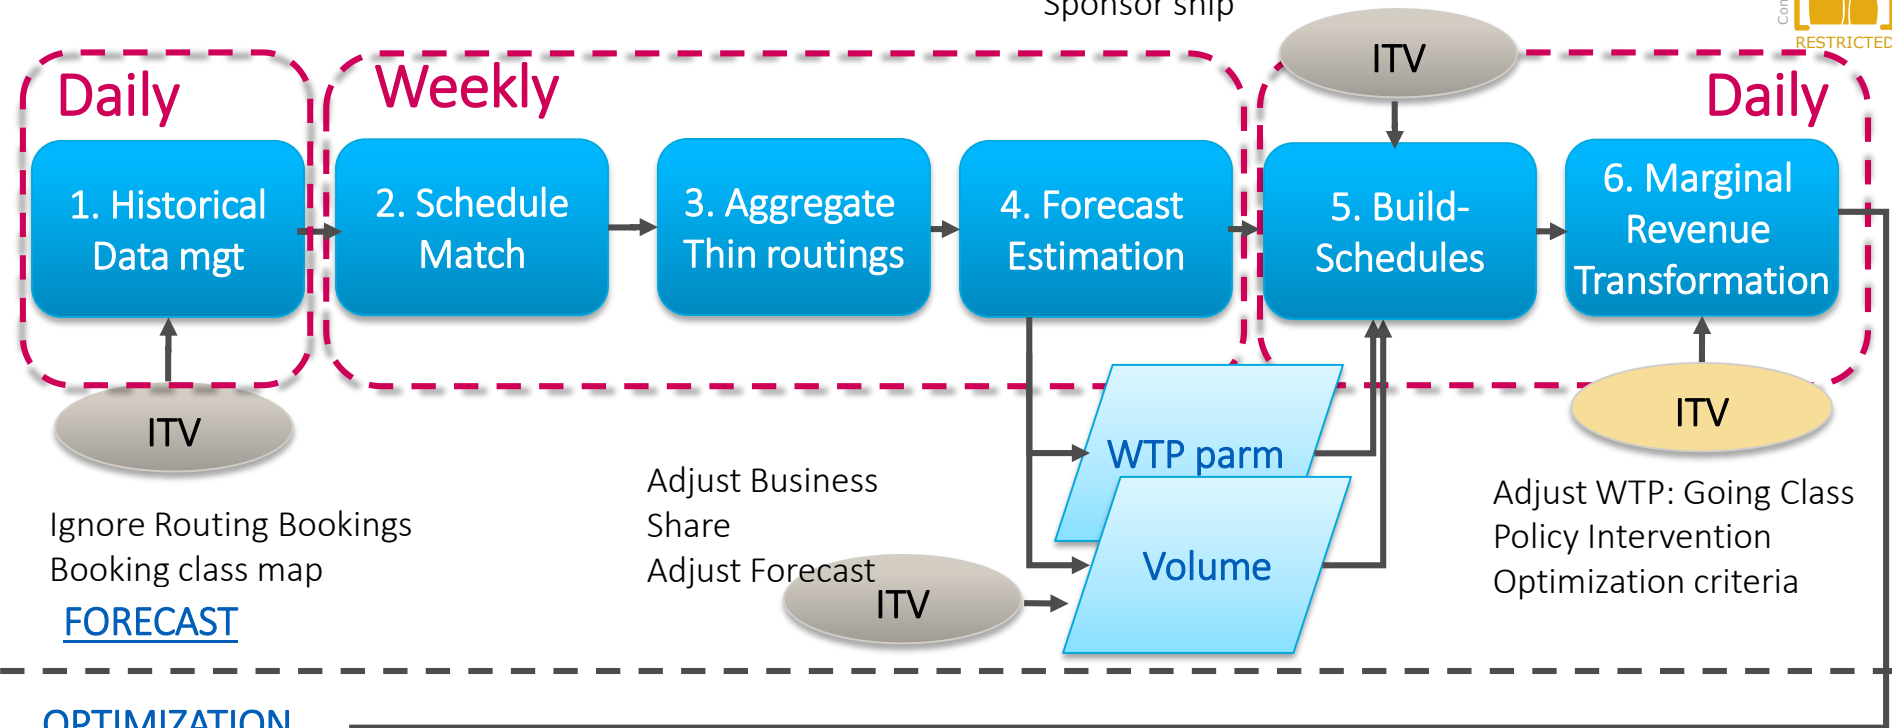 Sponsor ship
Con
RESTRICTED
Daily
Weekly
ITV
Daily
1. Historical
Data mgt
2. Schedule
Match
3. Aggregate
Thin routings
4. Forecast
Estimation
5. Build-
Schedules
6. Marginal
Revenue
Transformation
ITV
Ignore Routing Bookings
Booking class map
FORECAST
Adjust Business
Share
Adjust Forecast
ITV
WTP parm
Volume
ITV
Adjust WTP: Going Class
Policy Intervention
Optimization criteria
OPTIMIZATION